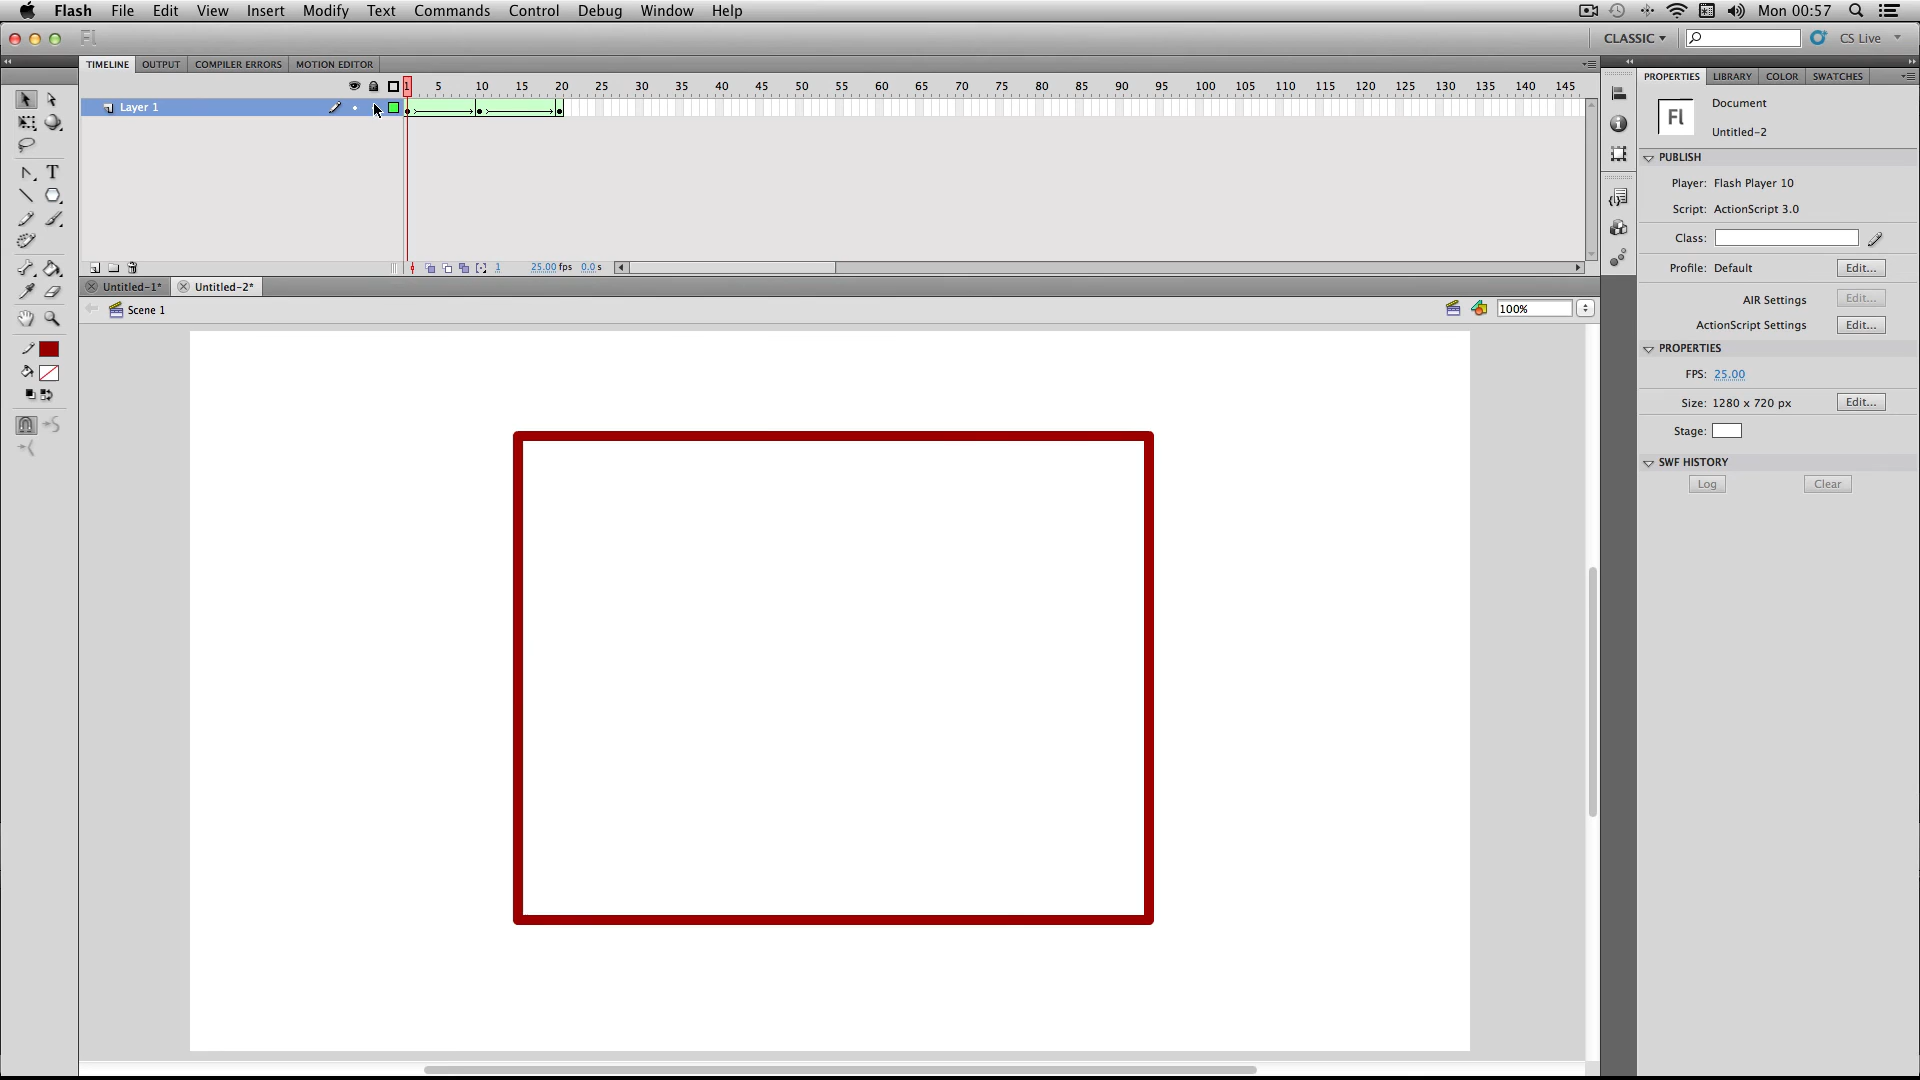 Flash File Edit View Insert Modify Text Commands Control Debug Window Help Mon 00:57
Fl CLASSIC CS Live
TIMELINE OUTPUT COMPILER ERRORS MOTION EDITOR
PROPERTIES LIBRARY COLOR SWATCHES
1 5 10 15 20 25 30 35 40 45 50 55 60 65 70 75 80 85 90 95 100 105 110 115 120 125 130 135 140 145
Layer 1
Fl
Document
Untitled-2
PUBLISH
Player: Flash Player 10
Script: ActionScript 3.0
Class:
Profile: Default Edit...
1 25.00 fps 0.0 s
Untitled-1* Untitled-2*
AIR Settings Edit...
Scene 1 100%
ActionScript Settings Edit...
PROPERTIES
FPS: 25.00
Size: 1280 x 720 px Edit...
Stage:
SWF HISTORY
Log Clear
T